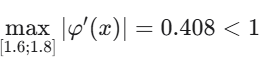 max |φ′(x)| = 0.408 < 1
[1.6;1.8]